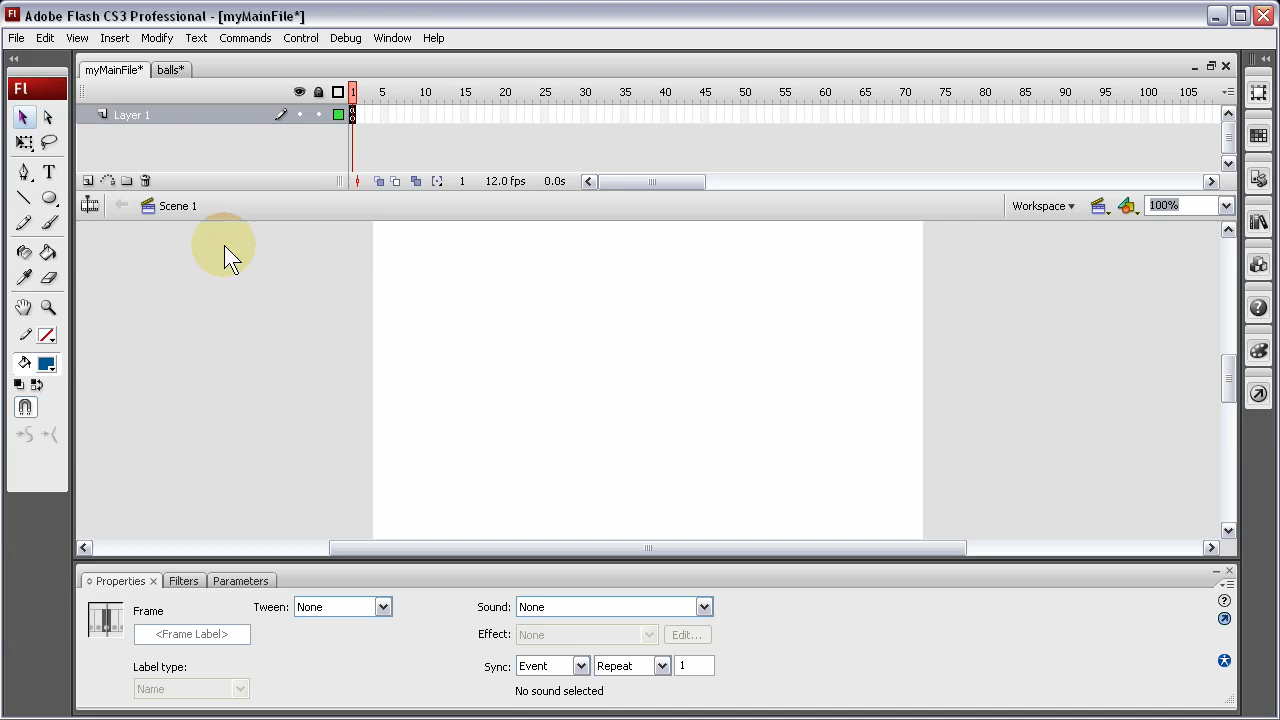 Adobe Flash CS3 Professional - [myMainFile*]
File Edit View Insert Modify Text Commands Control Debug Window Help
myMainFile* balls*
Fl
1 5 10 15 20 25 30 35 40 45 50 55 60 65 70 75 80 85 90 95 100 105
Layer 1
1 12.0 fps 0.0s
Scene 1 Workspace 100%
Properties Filters Parameters
Frame Tween: None Sound: None
<Frame Label> Effect: None Edit...
Label type: Sync: Event Repeat 1
Name No sound selected